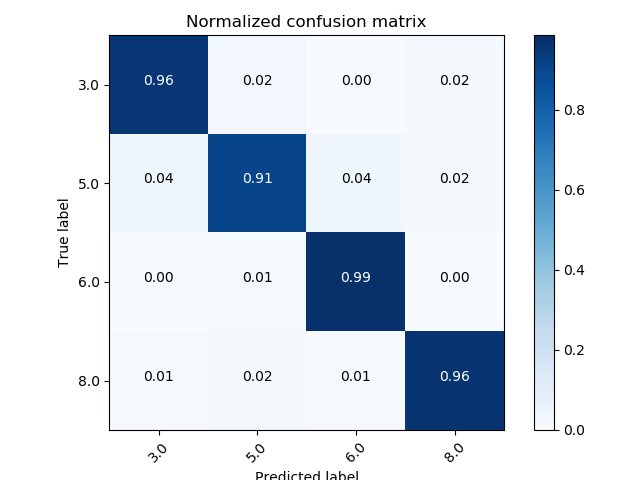 Normalized confusion matrix
True label
3.0 0.96 0.02 0.00 0.02
5.0 0.04 0.91 0.04 0.02
6.0 0.00 0.01 0.99 0.00
8.0 0.01 0.02 0.01 0.96
3.0 5.0 6.0 8.0
Predicted label
0.8
0.6
0.4
0.2
0.0